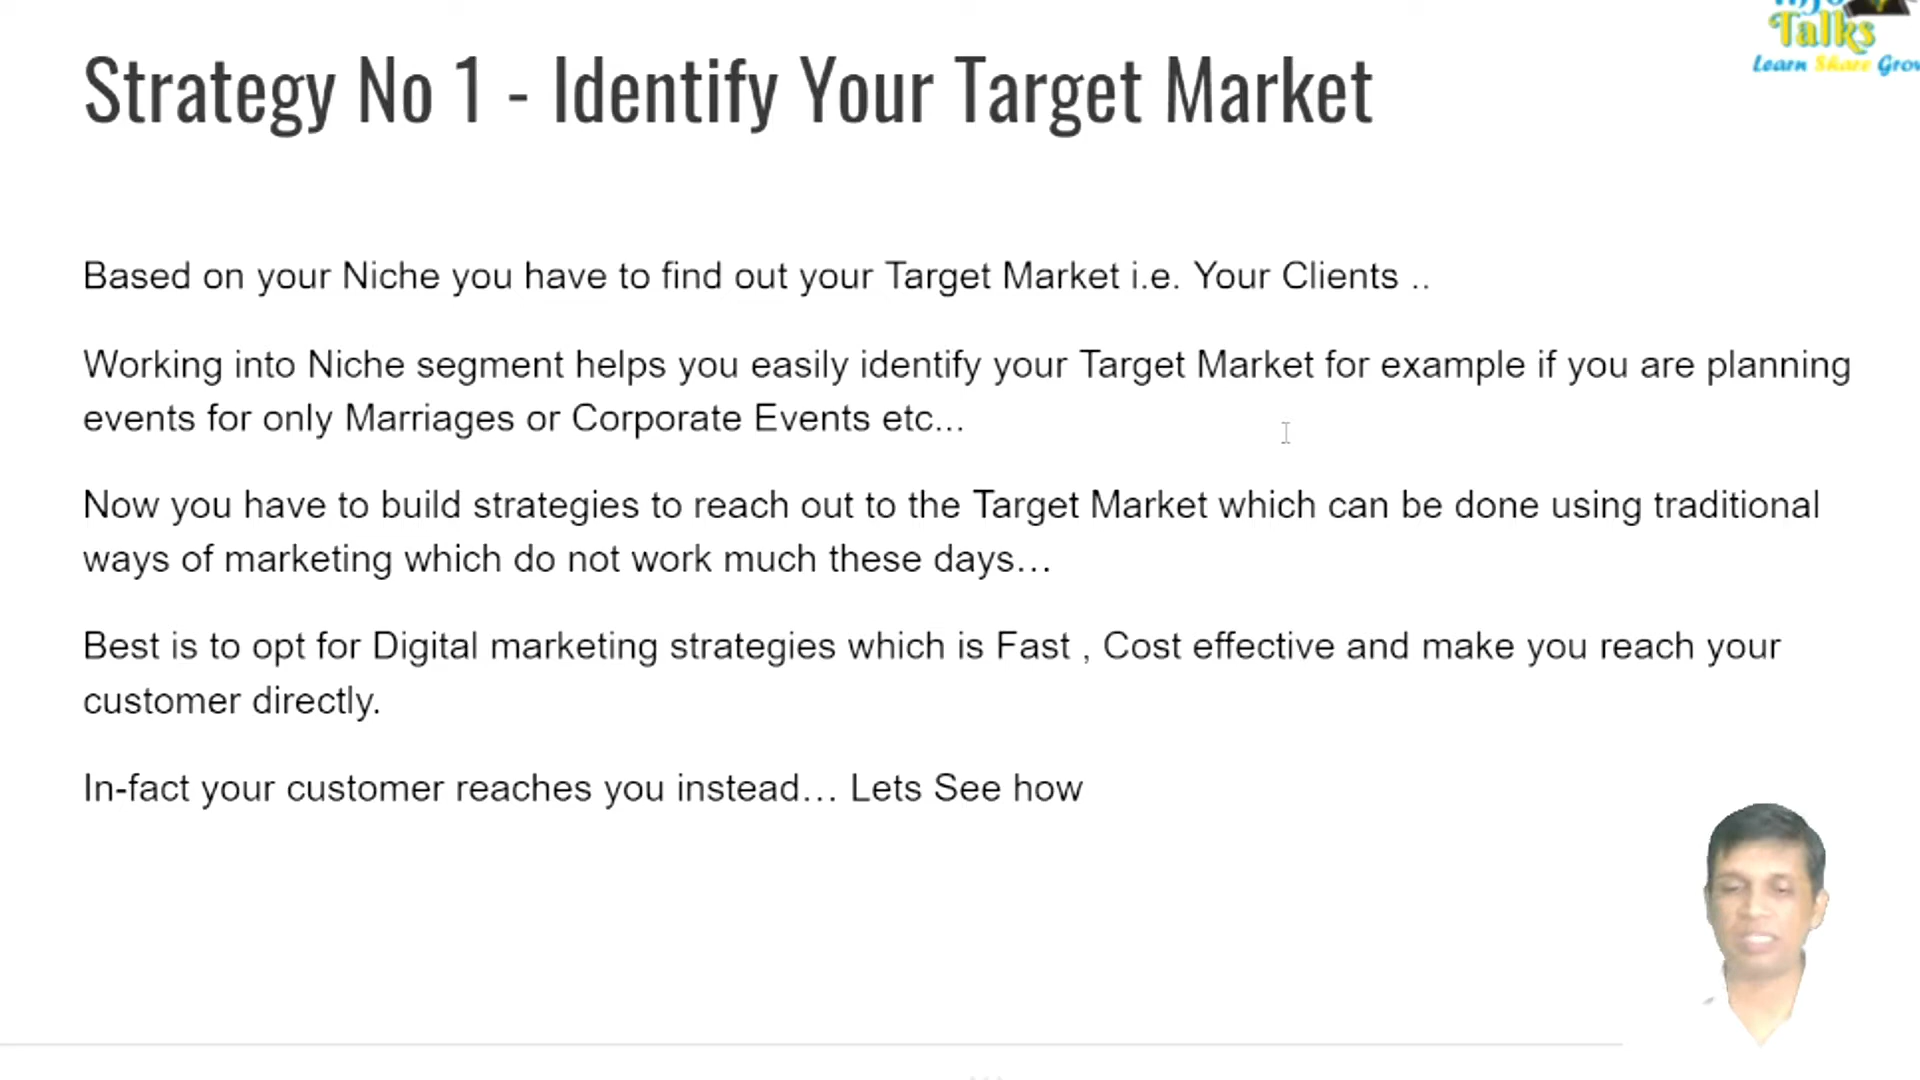 Talks
Learn Share Grow
Strategy No 1 - Identify Your Target Market
Based on your Niche you have to find out your Target Market i.e. Your Clients ..
Working into Niche segment helps you easily identify your Target Market for example if you are planning
events for only Marriages or Corporate Events etc...
Now you have to build strategies to reach out to the Target Market which can be done using traditional
ways of marketing which do not work much these days…
Best is to opt for Digital marketing strategies which is Fast , Cost effective and make you reach your
customer directly.
In-fact your customer reaches you instead… Lets See how